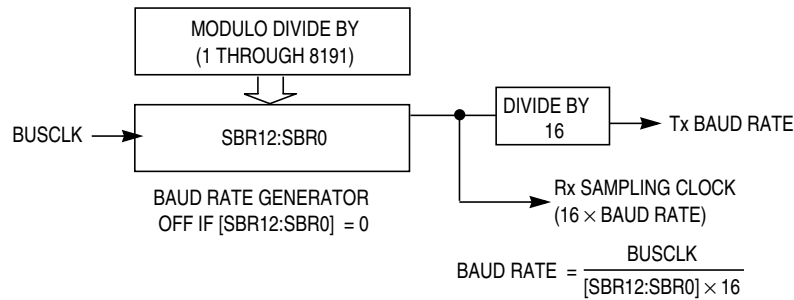 MODULO DIVIDE BY
(1 THROUGH 8191)
BUSCLK
SBR12:SBR0
DIVIDE BY
16
Tx BAUD RATE
BAUD RATE GENERATOR
OFF IF [SBR12:SBR0] = 0
Rx SAMPLING CLOCK
(16 × BAUD RATE)
BAUD RATE =
BUSCLK
[SBR12:SBR0] × 16